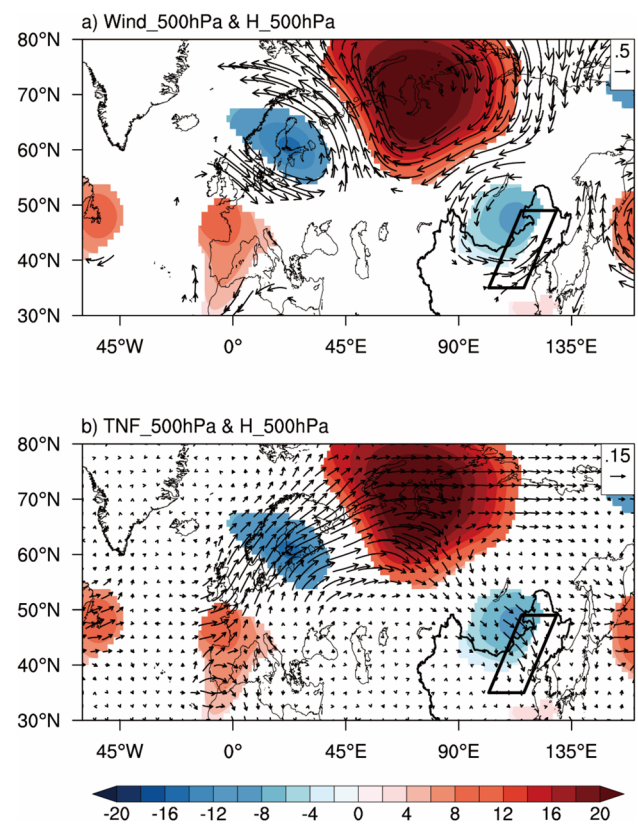 a) Wind_500hPa & H_500hPa
80°N
.5
70°N
60°N
50°N
40°N
30°N
45°W 0° 45°E 90°E 135°E
b) TNF_500hPa & H_500hPa
80°N
.15
70°N
60°N
50°N
40°N
30°N
45°W 0° 45°E 90°E 135°E
-20 -16 -12 -8 -4 0 4 8 12 16 20